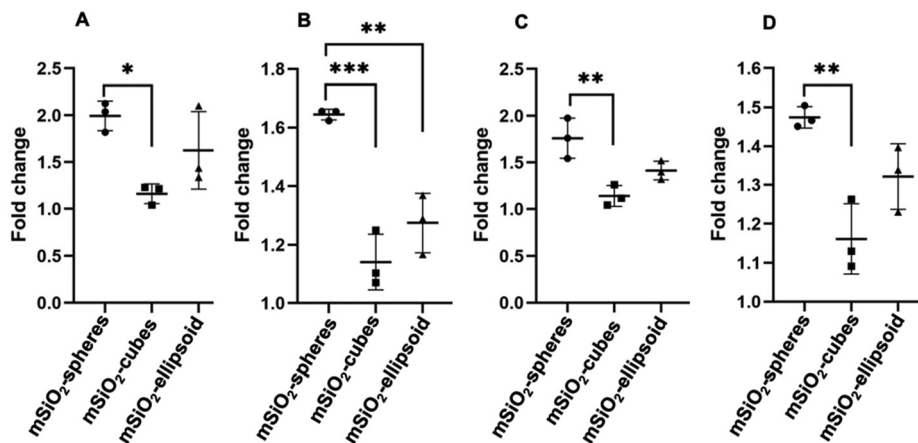 A
Fold change
2.5
2.0
1.5
1.0
0.5
0.0
*
mSiO₂-spheres
mSiO₂-cubes
mSiO₂-ellipsoid
B
Fold change
1.8
1.6
1.4
1.2
1.0
**
***
mSiO₂-spheres
mSiO₂-cubes
mSiO₂-ellipsoid
C
Fold change
2.5
2.0
1.5
1.0
0.5
0.0
**
mSiO₂-spheres
mSiO₂-cubes
mSiO₂-ellipsoid
D
Fold change
1.6
1.5
1.4
1.3
1.2
1.1
1.0
**
mSiO₂-spheres
mSiO₂-cubes
mSiO₂-ellipsoid